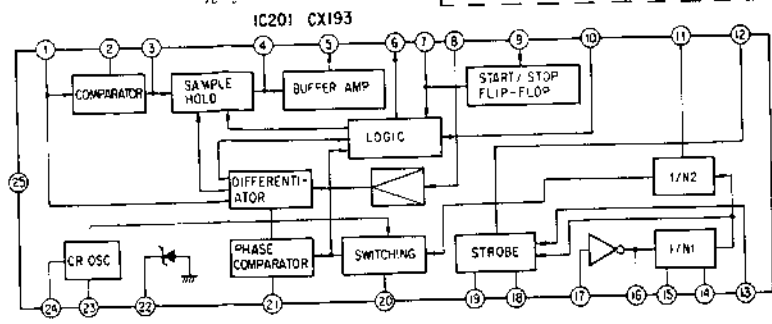 IC201 CX193
1 2 3 4 5 6 7 8 9 10 11 12
COMPARATOR
SAMPLE
HOLD
BUFFER AMP
START/STOP
FLIP-FLOP
LOGIC
DIFFERENTI-
ATOR
1/N2
25
CR OSC
PHASE
COMPARATOR
SWITCHING
STROBE
1/N1
24 23 22 21 20 19 18 17 16 15 14 13